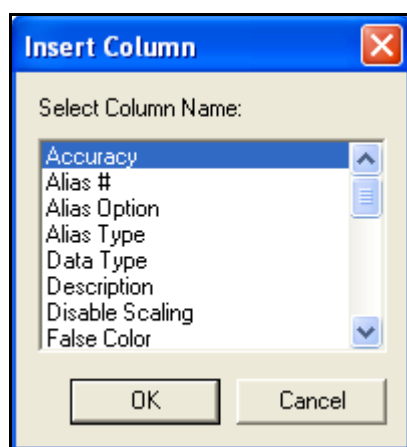 Insert Column
Select Column Name:
Accuracy
Alias #
Alias Option
Alias Type
Data Type
Description
Disable Scaling
False Color
OK Cancel